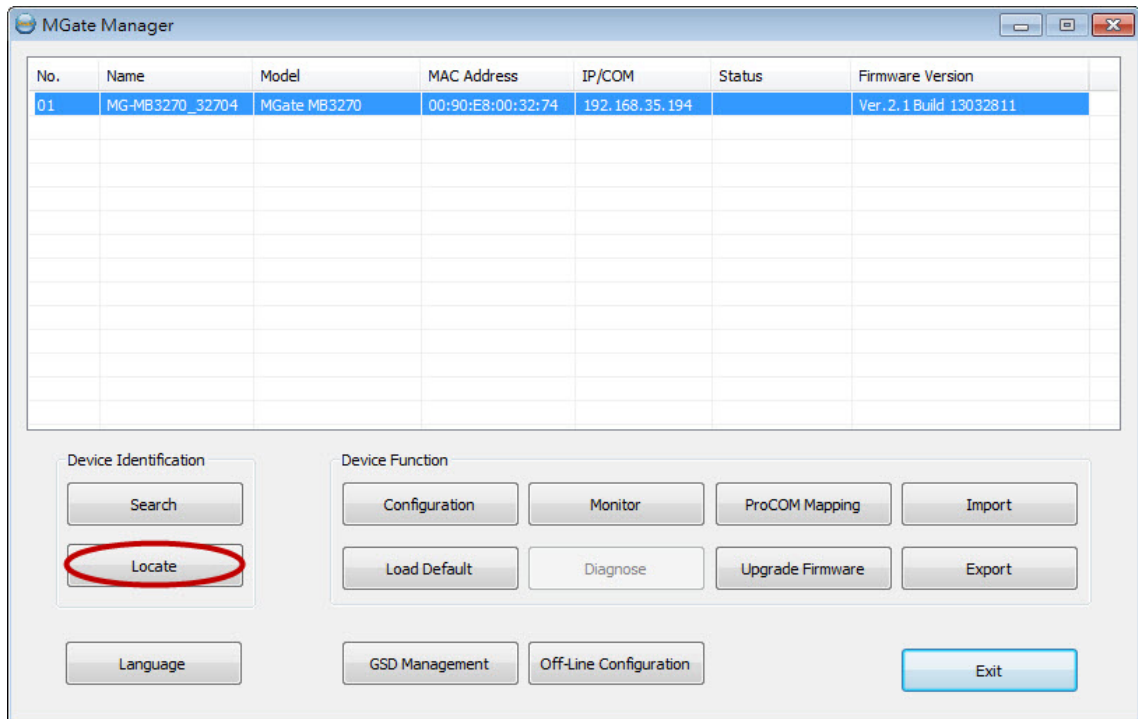 MGate Manager
No. Name Model MAC Address IP/COM Status Firmware Version
01 MG-MB3270_32704 MGate MB3270 00:90:E8:00:32:74 192.168.35.194 Ver.2.1 Build 13032811
Device Identification Device Function
Search Configuration Monitor ProCOM Mapping Import
Locate Load Default Diagnose Upgrade Firmware Export
Language GSD Management Off-Line Configuration Exit